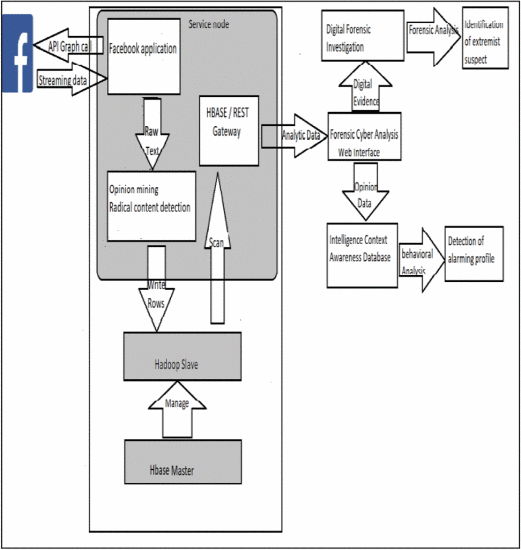 Service node
API Graph call
Streaming data
Facebook application
Raw
Text
Opinion mining
Radical content detection
HBASE / REST
Gateway
Scan
Write
Rows
Hadoop Slave
Manage
Hbase Master
Analytic Data
Digital Forensic
Investigation
Forensic Analysis
Identification
of extremist
suspect
Digital
Evidence
Forensic Cyber Analysis
Web Interface
Opinion
Data
Intelligence Context
Awareness Database
behavioral
Analysis
Detection of
alarming profile